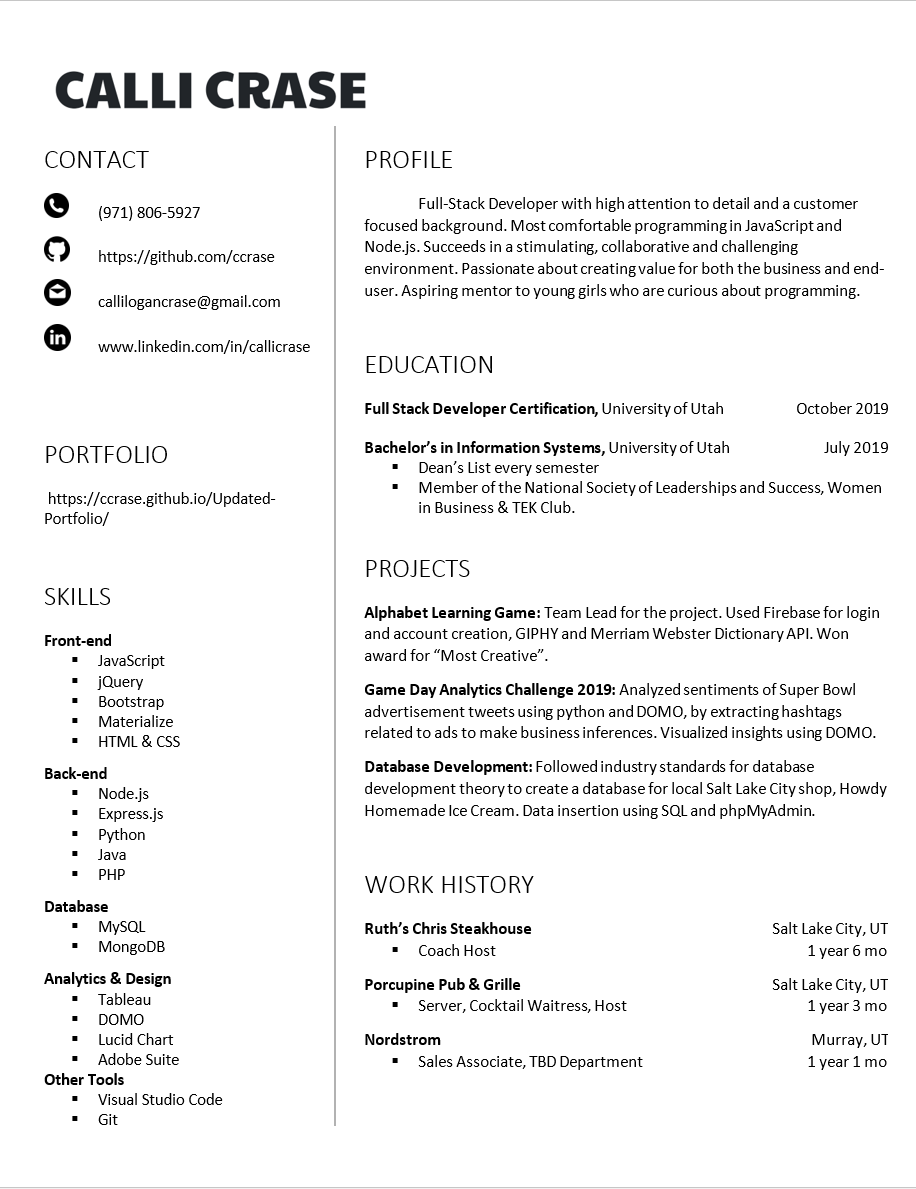 CALLI CRASE
CONTACT
(971) 806-5927
https://github.com/ccrase
callilogancrase@gmail.com
www.linkedin.com/in/callicrase
PORTFOLIO
https://ccrase.github.io/Updated-
Portfolio/
SKILLS
Front-end
▪ JavaScript
▪ jQuery
▪ Bootstrap
▪ Materialize
▪ HTML & CSS
Back-end
▪ Node.js
▪ Express.js
▪ Python
▪ Java
▪ PHP
Database
▪ MySQL
▪ MongoDB
Analytics & Design
▪ Tableau
▪ DOMO
▪ Lucid Chart
▪ Adobe Suite
Other Tools
▪ Visual Studio Code
▪ Git
PROFILE
Full-Stack Developer with high attention to detail and a customer
focused background. Most comfortable programming in JavaScript and
Node.js. Succeeds in a stimulating, collaborative and challenging
environment. Passionate about creating value for both the business and end-
user. Aspiring mentor to young girls who are curious about programming.
EDUCATION
Full Stack Developer Certification, University of Utah October 2019
Bachelor’s in Information Systems, University of Utah July 2019
▪ Dean’s List every semester
▪ Member of the National Society of Leaderships and Success, Women
in Business & TEK Club.
PROJECTS
Alphabet Learning Game: Team Lead for the project. Used Firebase for login
and account creation, GIPHY and Merriam Webster Dictionary API. Won
award for “Most Creative”.
Game Day Analytics Challenge 2019: Analyzed sentiments of Super Bowl
advertisement tweets using python and DOMO, by extracting hashtags
related to ads to make business inferences. Visualized insights using DOMO.
Database Development: Followed industry standards for database
development theory to create a database for local Salt Lake City shop, Howdy
Homemade Ice Cream. Data insertion using SQL and phpMyAdmin.
WORK HISTORY
Ruth’s Chris Steakhouse Salt Lake City, UT
▪ Coach Host 1 year 6 mo
Porcupine Pub & Grille Salt Lake City, UT
▪ Server, Cocktail Waitress, Host 1 year 3 mo
Nordstrom Murray, UT
▪ Sales Associate, TBD Department 1 year 1 mo